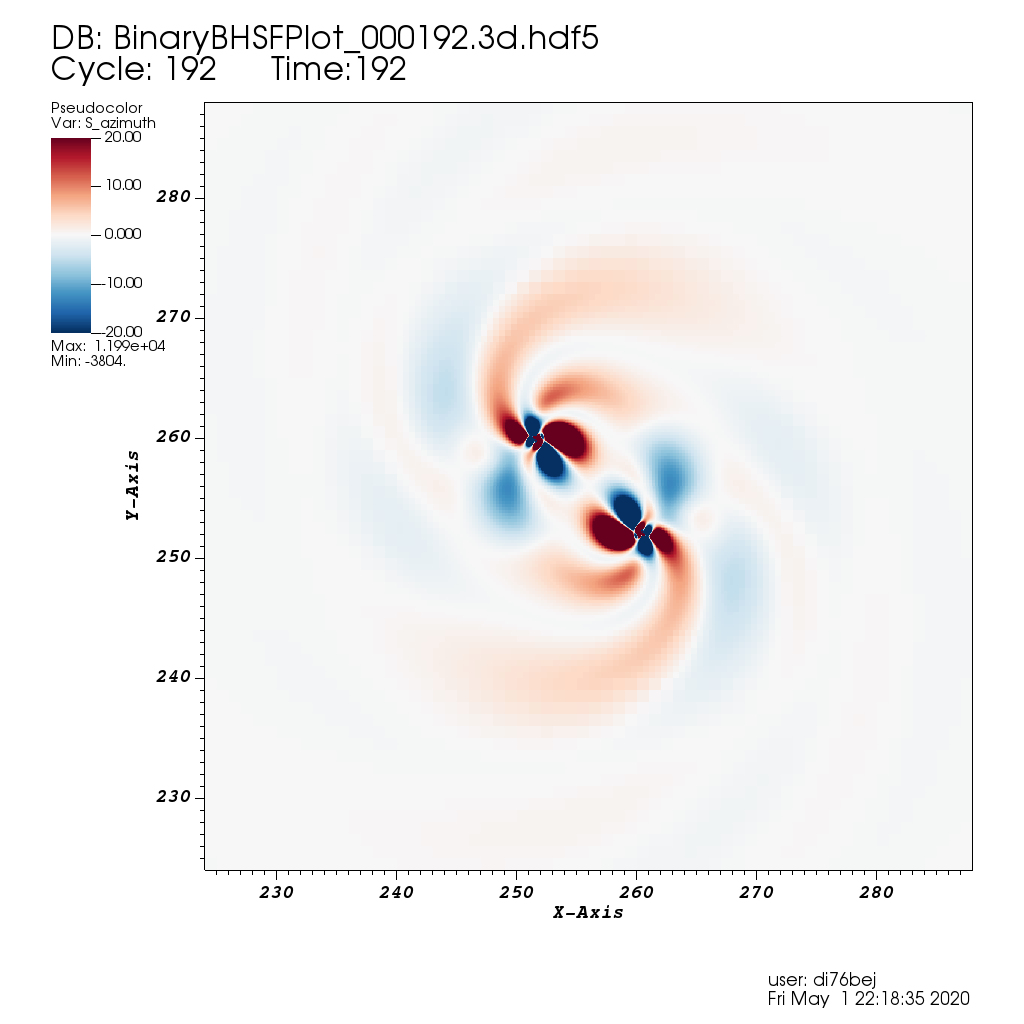 DB: BinaryBHSFPlot_000192.3d.hdf5
Cycle: 192 Time:192
Pseudocolor
Var: S_azimuth
20.00
10.00
0.000
-10.00
-20.00
Max: 1.199e+04
Min: -3804.
280
270
260
250
240
230
Y-Axis
230 240 250 260 270 280
X-Axis
user: di76bej
Fri May 1 22:18:35 2020